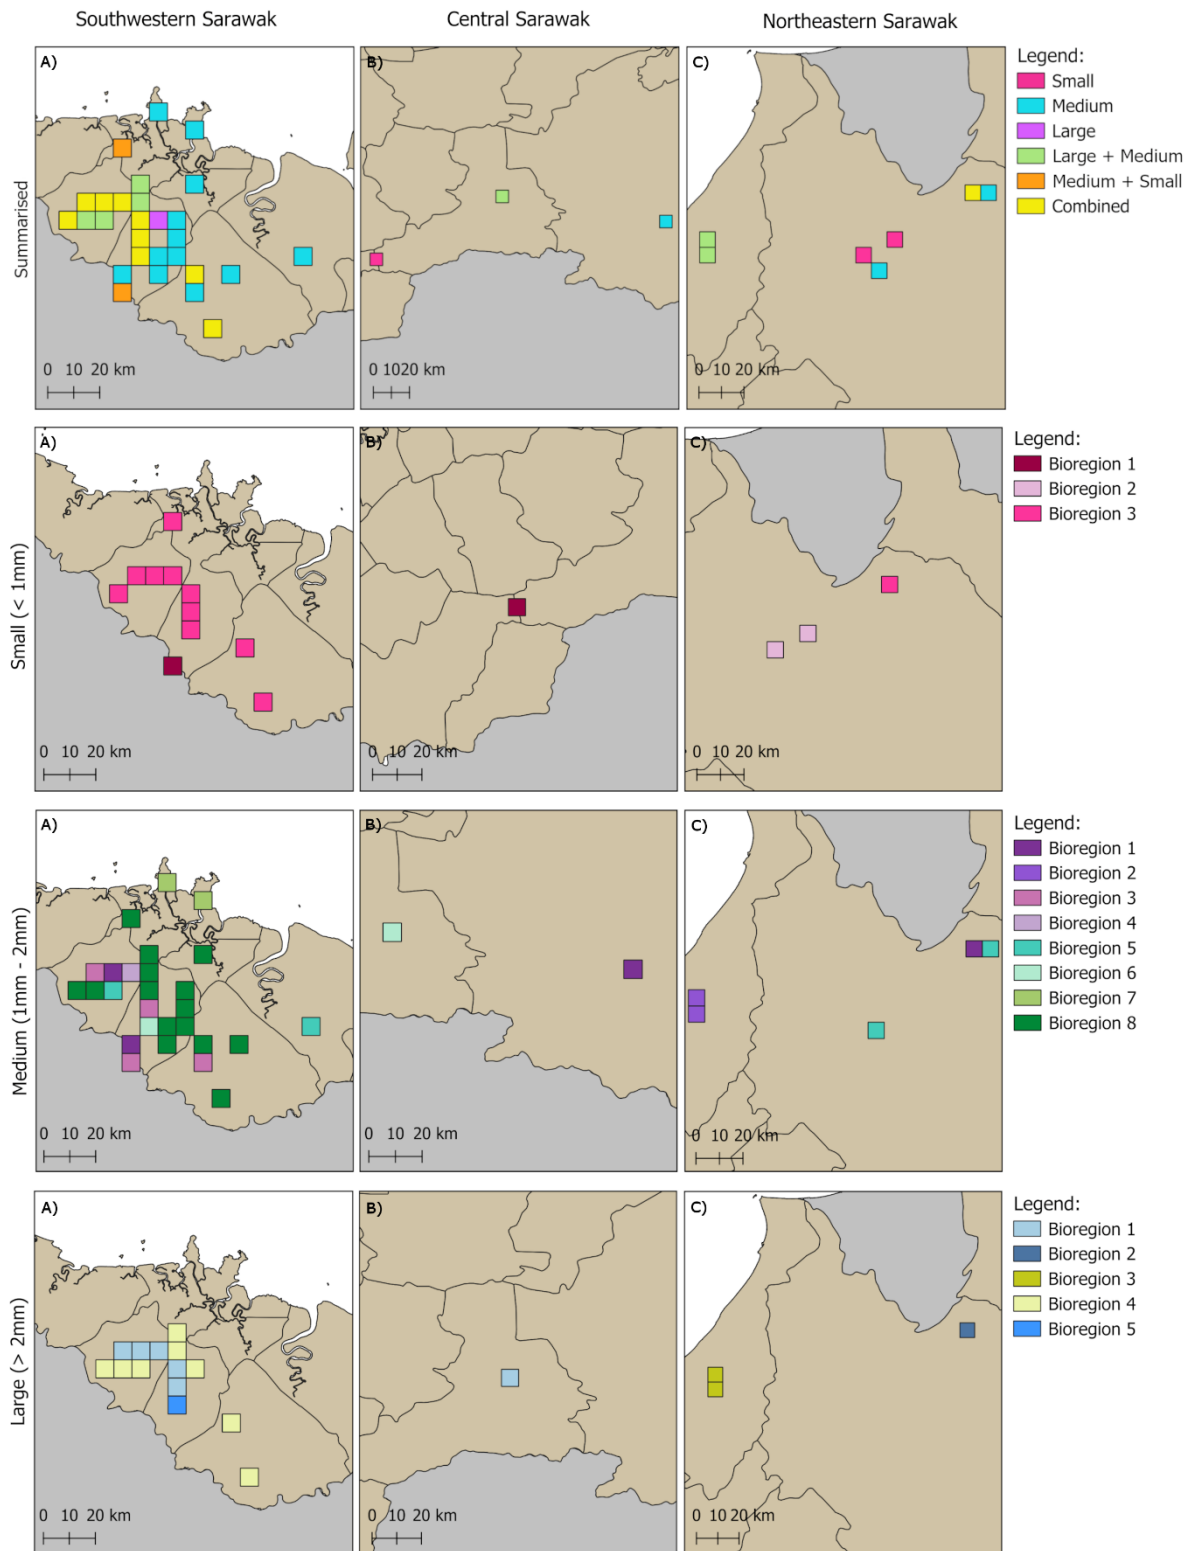 Southwestern Sarawak
Central Sarawak
Northeastern Sarawak
Summarised
A)
0 10 20 km
B)
0 1020 km
C)
0 10 20 km
Legend:
Small
Medium
Large
Large + Medium
Medium + Small
Combined
Small (< 1mm)
A)
0 10 20 km
B)
0 10 20 km
C)
0 10 20 km
Legend:
Bioregion 1
Bioregion 2
Bioregion 3
Medium (1mm - 2mm)
A)
0 10 20 km
B)
0 10 20 km
C)
0 10 20 km
Legend:
Bioregion 1
Bioregion 2
Bioregion 3
Bioregion 4
Bioregion 5
Bioregion 6
Bioregion 7
Bioregion 8
Large (> 2mm)
A)
0 10 20 km
B)
0 10 20 km
C)
0 10 20 km
Legend:
Bioregion 1
Bioregion 2
Bioregion 3
Bioregion 4
Bioregion 5